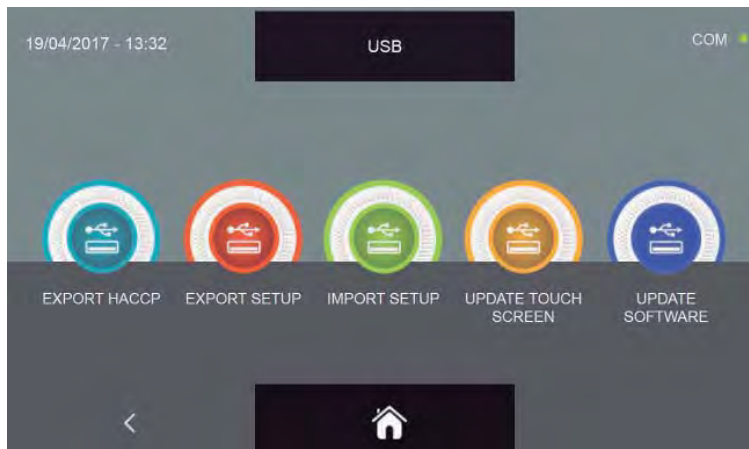 19/04/2017 - 13:32
USB
COM
EXPORT HACCP
EXPORT SETUP
IMPORT SETUP
UPDATE TOUCH
SCREEN
UPDATE
SOFTWARE